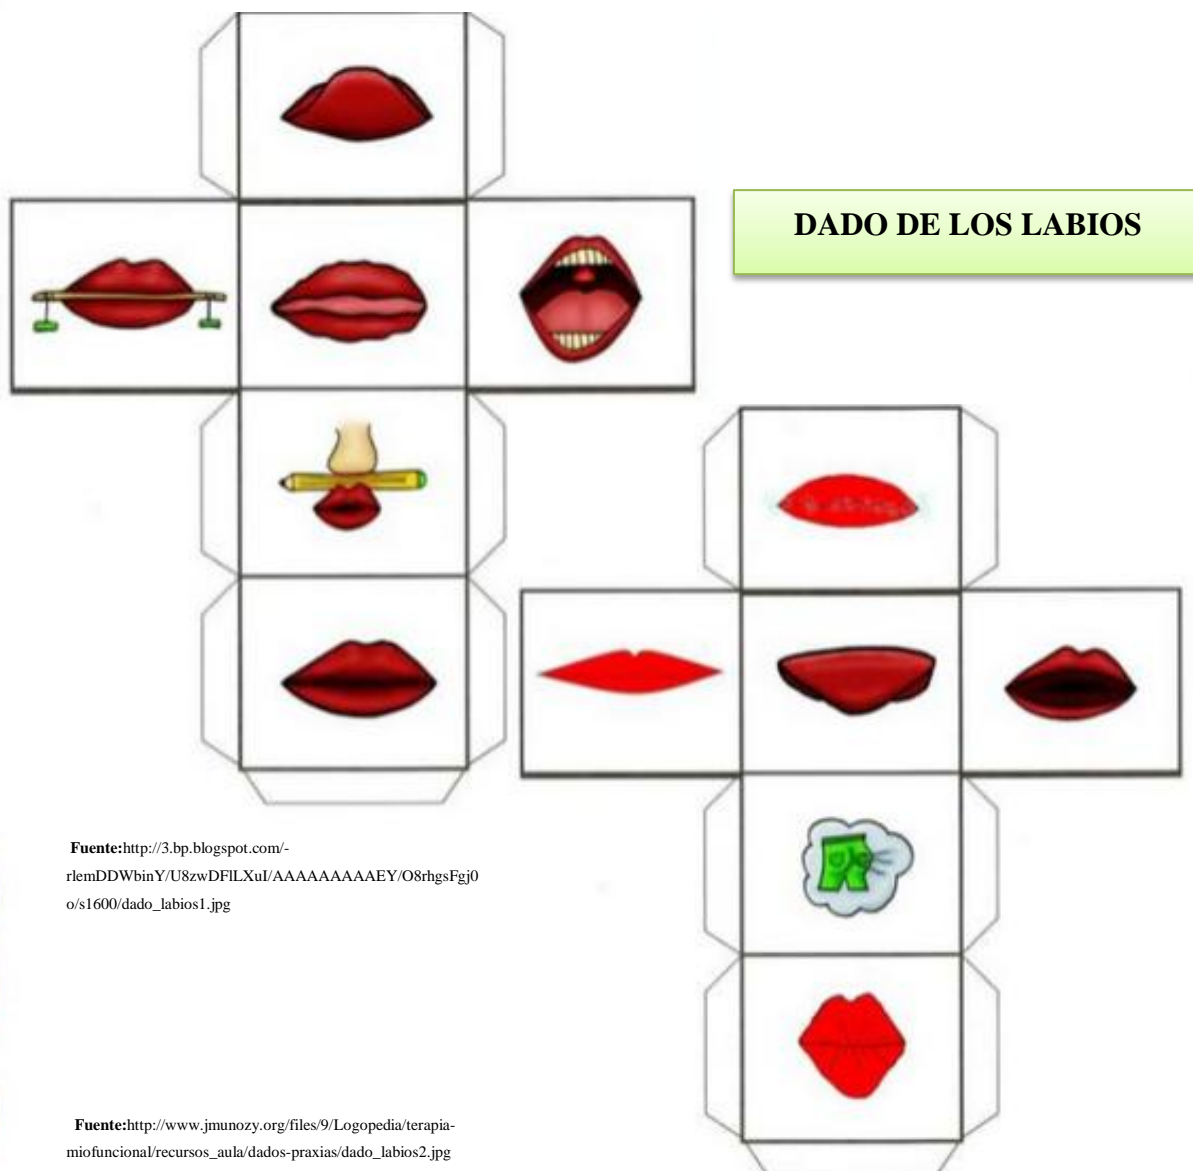 DADO DE LOS LABIOS
Fuente:http://3.bp.blogspot.com/-
rlemDDWbinY/U8zwDFlLXuI/AAAAAAAAAEY/O8rhgsFgj0
o/s1600/dado_labios1.jpg
Fuente:http://www.jmunozy.org/files/9/Logopedia/terapia-
miofuncional/recursos_aula/dados-praxias/dado_labios2.jpg